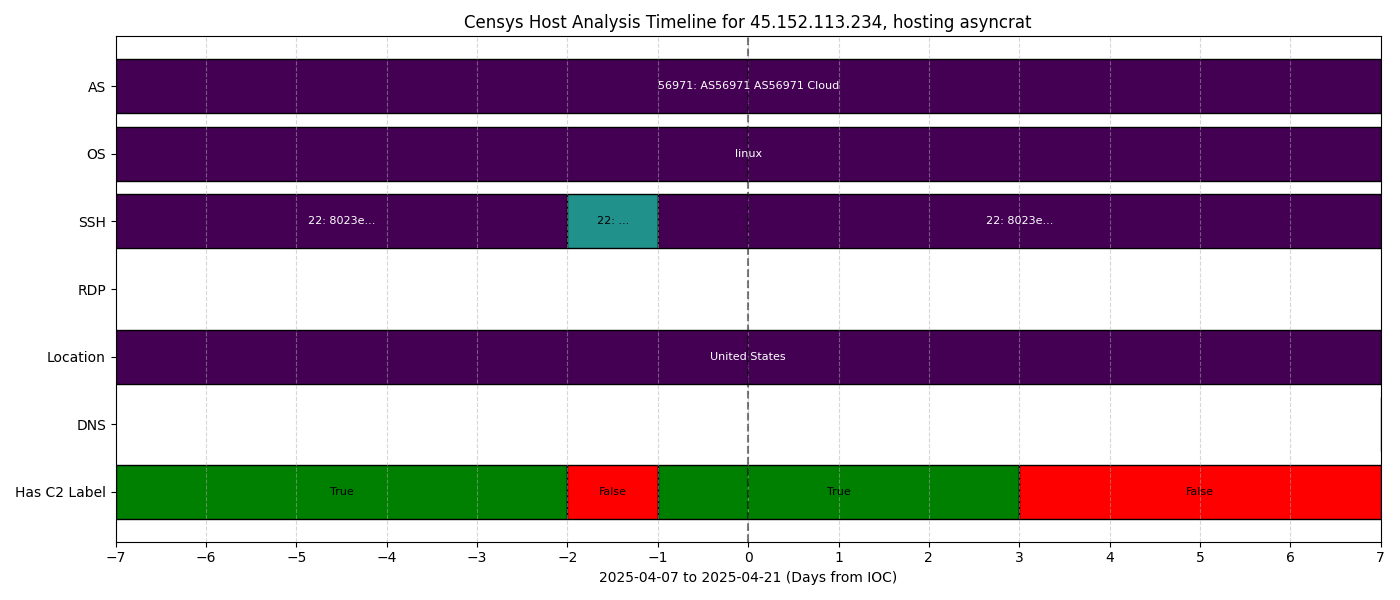 Censys Host Analysis Timeline for 45.152.113.234, hosting asyncrat
AS
56971: AS56971 AS56971 Cloud
OS
linux
SSH
22: 8023e...
22: ...
22: 8023e...
RDP
Location
United States
DNS
Has C2 Label
True
False
True
False
−7 −6 −5 −4 −3 −2 −1 0 1 2 3 4 5 6 7
2025-04-07 to 2025-04-21 (Days from IOC)